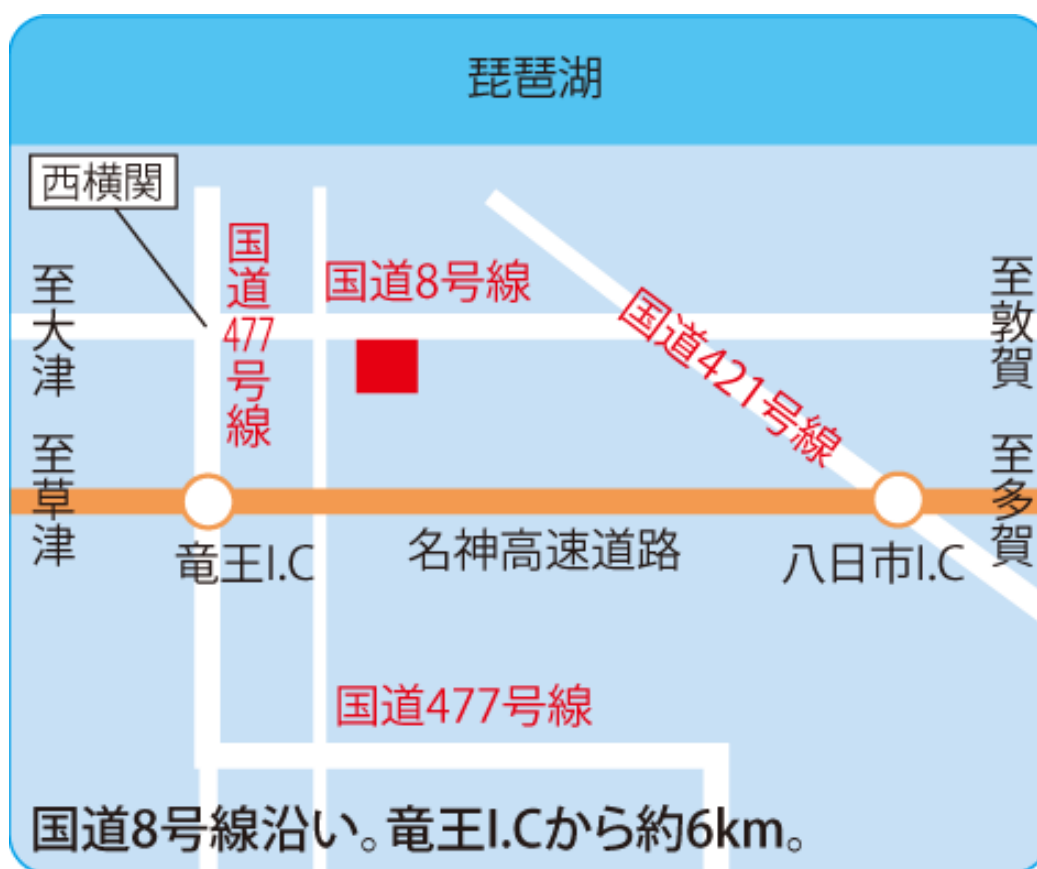 琵琶湖
西横関
国道477号線
国道8号線
国道421号線
至大津
至敦賀
至草津
至多賀
竜王I.C
名神高速道路
八日市I.C
国道477号線
国道8号線沿い。竜王I.Cから約6km。